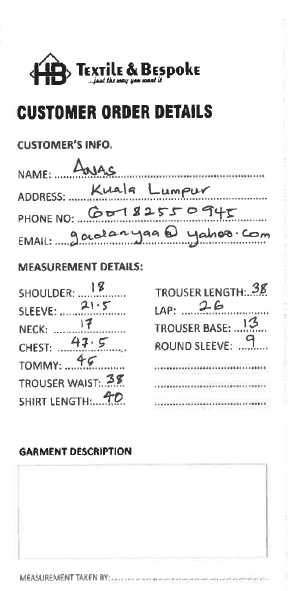 HB Textile & Bespoke
...just the way you want it
CUSTOMER ORDER DETAILS
CUSTOMER'S INFO.
NAME: Anas
ADDRESS: Kuala Lumpur
PHONE NO: 60182550945
EMAIL: gaatanyaa@yahoo.com
MEASUREMENT DETAILS:
SHOULDER: 18
SLEEVE: 21.5
NECK: 17
CHEST: 47.5
TOMMY: 45
TROUSER WAIST: 38
SHIRT LENGTH: 40
TROUSER LENGTH: 38
LAP: 26
TROUSER BASE: 13
ROUND SLEEVE: 9
GARMENT DESCRIPTION
MEASUREMENT TAKEN BY: